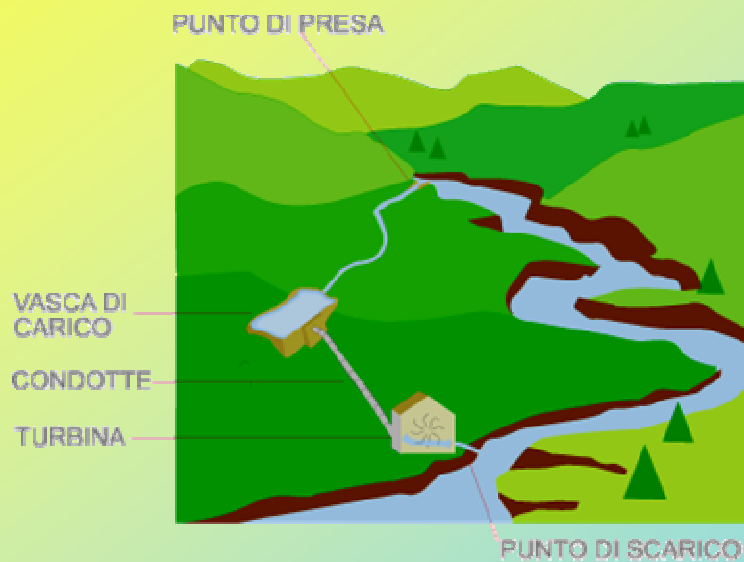 PUNTO DI PRESA
VASCA DI
CARICO
CONDOTTE
TURBINA
PUNTO DI SCARICO